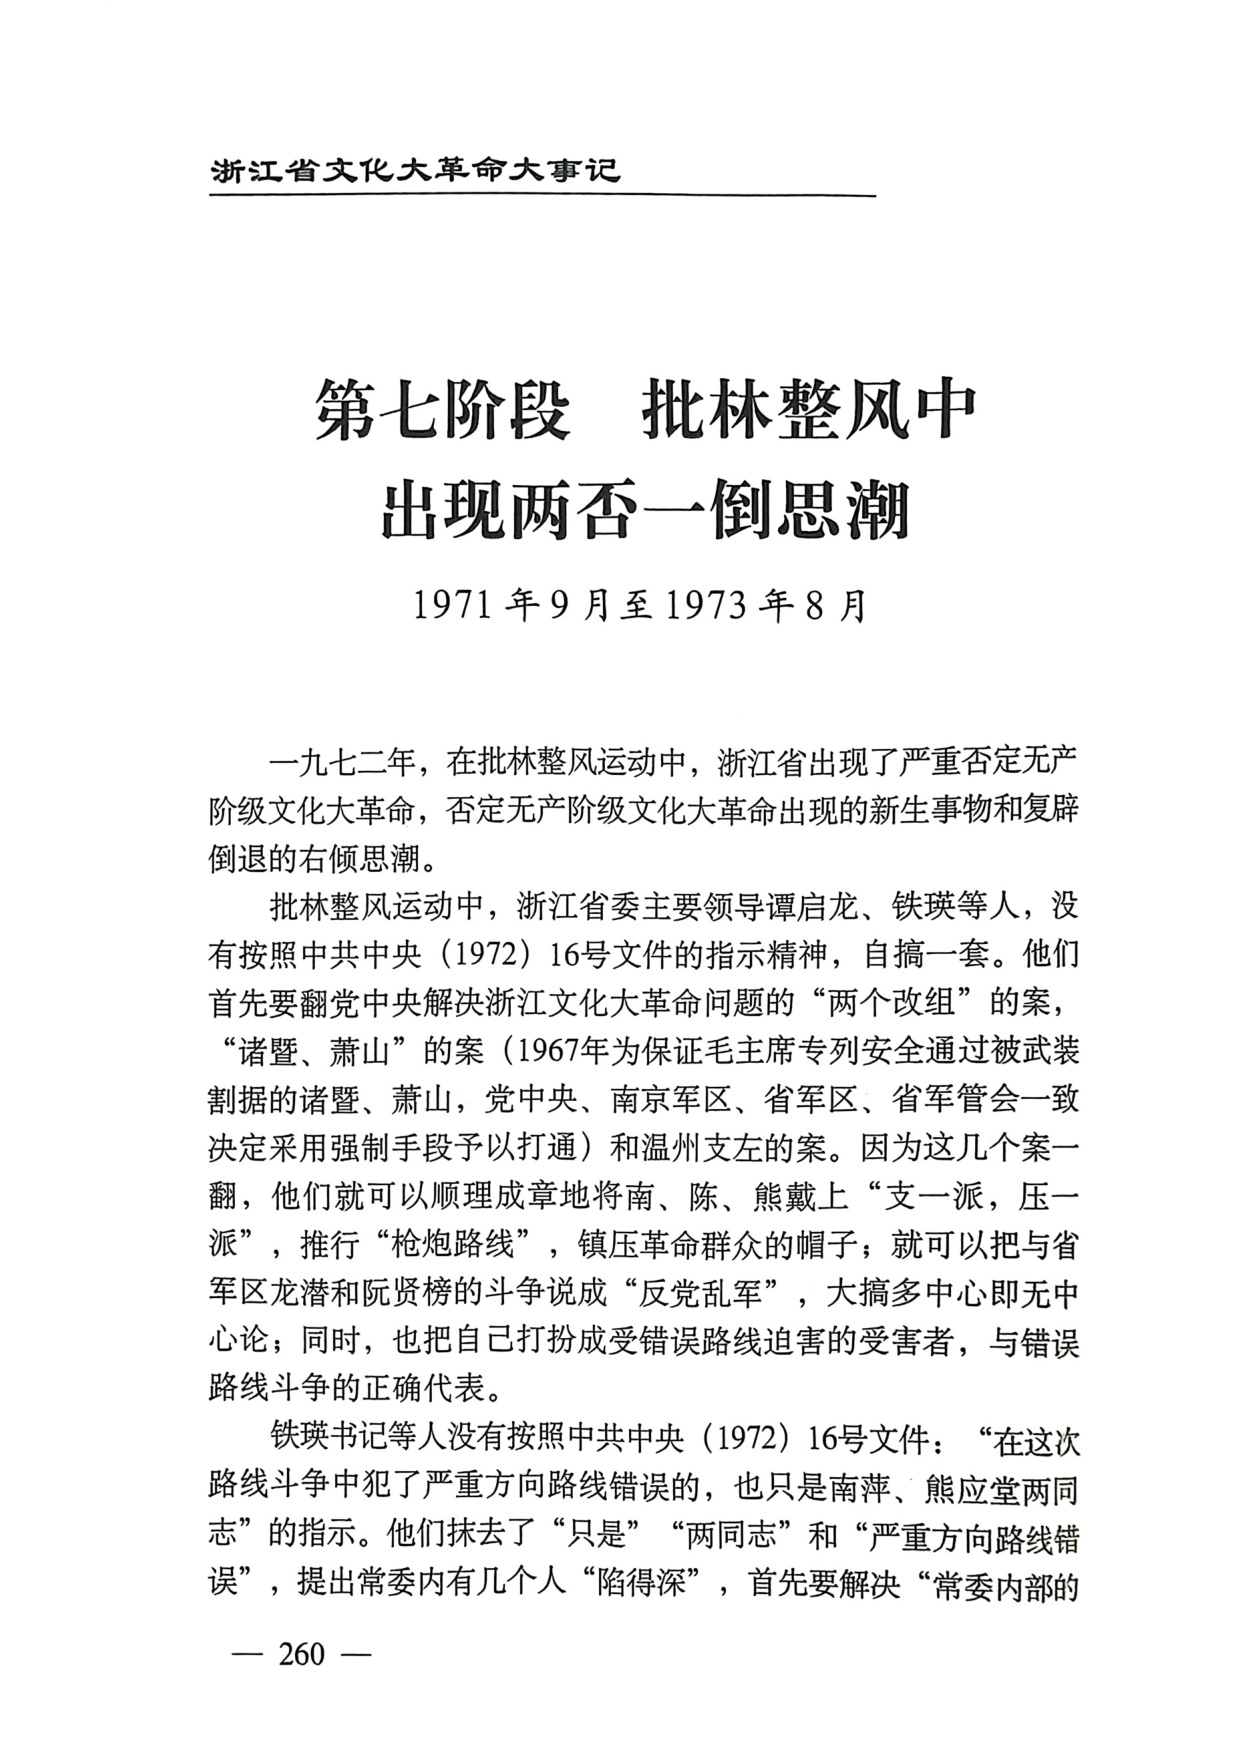 浙江省文化大革命大事记
第七阶段 批林整风中
出现两否一倒思潮
1971年9月至1973年8月
一九七二年，在批林整风运动中，浙江省出现了严重否定无产
阶级文化大革命，否定无产阶级文化大革命出现的新生事物和复辟
倒退的右倾思潮。
批林整风运动中，浙江省委主要领导谭启龙、铁瑛等人，没
有按照中共中央（1972）16号文件的指示精神，自搞一套。他们
首先要翻党中央解决浙江文化大革命问题的“两个改组”的案，
“诸暨、萧山”的案（1967年为保证毛主席专列安全通过被武装
割据的诸暨、萧山，党中央、南京军区、省军区、省军管会一致
决定采用强制手段予以打通）和温州支左的案。因为这几个案一
翻，他们就可以顺理成章地将南、陈、熊戴上“支一派，压一
派”，推行“枪炮路线”，镇压革命群众的帽子；就可以把与省
军区龙潜和阮贤榜的斗争说成“反党乱军”，大搞多中心即无中
心论；同时，也把自己打扮成受错误路线迫害的受害者，与错误
路线斗争的正确代表。
铁瑛书记等人没有按照中共中央（1972）16号文件：“在这次
路线斗争中犯了严重方向路线错误的，也只是南萍、熊应堂两同
志”的指示。他们抹去了“只是”“两同志”和“严重方向路线错
误”，提出常委内有几个人“陷得深”，首先要解决“常委内部的
— 260 —